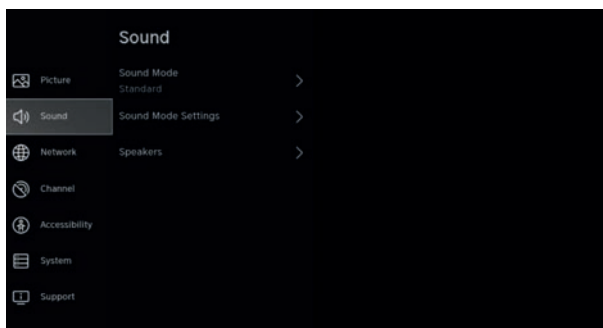 Sound
Picture
Sound
Network
Channel
Accessibility
System
Support
Sound Mode
Standard
Sound Mode Settings
Speakers